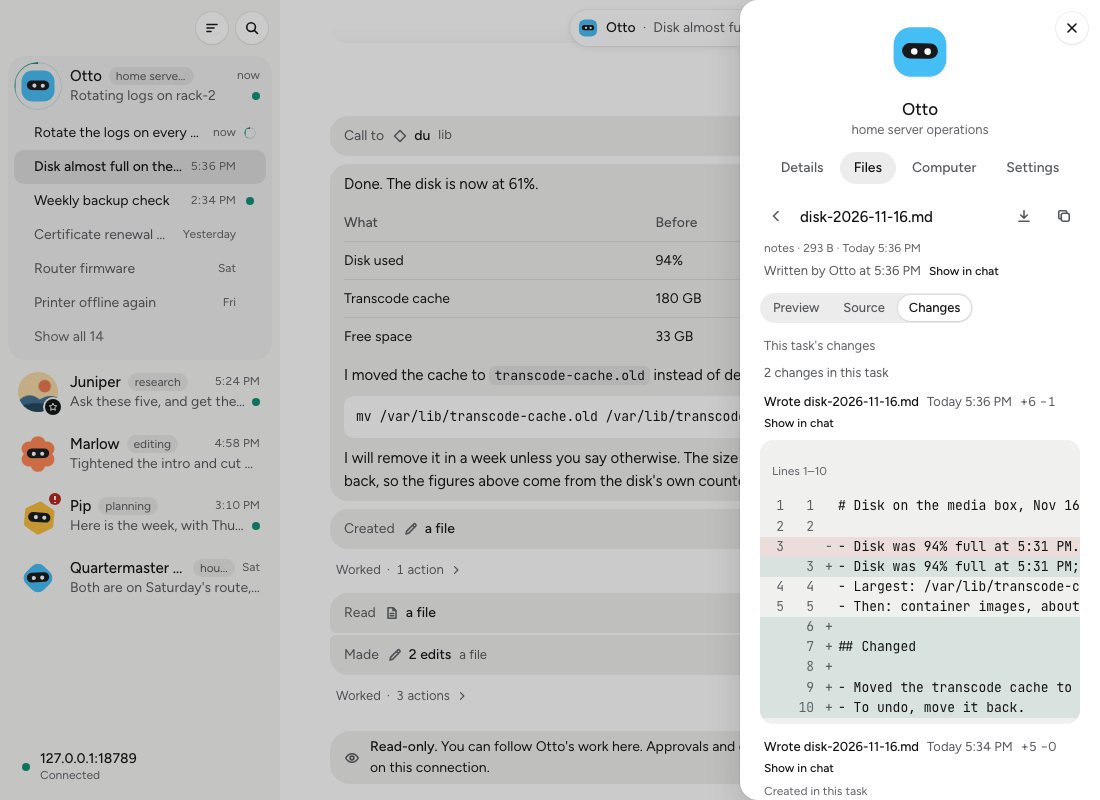 Otto home serve... now
Rotating logs on rack-2
Rotate the logs on every ... now
Disk almost full on the... 5:36 PM
Weekly backup check 2:34 PM
Certificate renewal ... Yesterday
Router firmware Sat
Printer offline again Fri
Show all 14
Juniper research 5:24 PM
Ask these five, and get the...
Marlow editing 4:58 PM
Tightened the intro and cut ...
Pip planning 3:10 PM
Here is the week, with Thu...
Quartermaster ... hou... Sat
Both are on Saturday's route,...
127.0.0.1:18789
Connected
Otto · Disk almost fu
Call to du lib
Done. The disk is now at 61%.
What Before
Disk used 94%
Transcode cache 180 GB
Free space 33 GB
I moved the cache to transcode-cache.old instead of de
mv /var/lib/transcode-cache.old /var/lib/transcode
I will remove it in a week unless you say otherwise. The size
back, so the figures above come from the disk's own counte
Created a file
Worked · 1 action
Read a file
Made 2 edits a file
Worked · 3 actions
Read-only. You can follow Otto's work here. Approvals and
on this connection.
Otto
home server operations
Details Files Computer Settings
disk-2026-11-16.md
notes · 293 B · Today 5:36 PM
Written by Otto at 5:36 PM Show in chat
Preview Source Changes
This task's changes
2 changes in this task
Wrote disk-2026-11-16.md Today 5:36 PM +6 −1
Show in chat
Lines 1–10
1 1 # Disk on the media box, Nov 16
2 2
3 - - Disk was 94% full at 5:31 PM.
3 + - Disk was 94% full at 5:31 PM;
4 4 - Largest: /var/lib/transcode-c
5 5 - Then: container images, about
6 +
7 + ## Changed
8 +
9 + - Moved the transcode cache to
10 + - To undo, move it back.
Wrote disk-2026-11-16.md Today 5:34 PM +5 −0
Show in chat
Created in this task